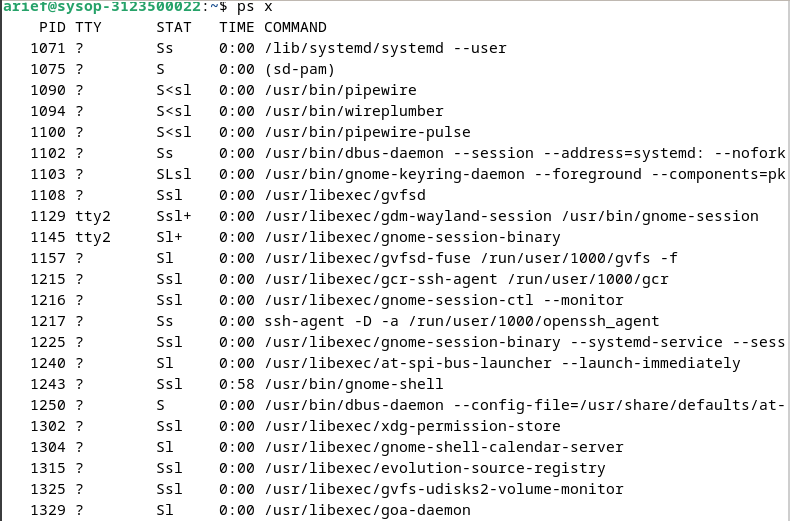 arief@sysop-3123500022:~$ ps x
    PID TTY      STAT   TIME COMMAND
   1071 ?        Ss     0:00 /lib/systemd/systemd --user
   1075 ?        S      0:00 (sd-pam)
   1090 ?        S<sl   0:00 /usr/bin/pipewire
   1094 ?        S<sl   0:00 /usr/bin/wireplumber
   1100 ?        S<sl   0:00 /usr/bin/pipewire-pulse
   1102 ?        Ss     0:00 /usr/bin/dbus-daemon --session --address=systemd: --nofork
   1103 ?        SLsl   0:00 /usr/bin/gnome-keyring-daemon --foreground --components=pk
   1108 ?        Ssl    0:00 /usr/libexec/gvfsd
   1129 tty2     Ssl+   0:00 /usr/libexec/gdm-wayland-session /usr/bin/gnome-session
   1145 tty2     Sl+    0:00 /usr/libexec/gnome-session-binary
   1157 ?        Sl     0:00 /usr/libexec/gvfsd-fuse /run/user/1000/gvfs -f
   1215 ?        Ssl    0:00 /usr/libexec/gcr-ssh-agent /run/user/1000/gcr
   1216 ?        Ssl    0:00 /usr/libexec/gnome-session-ctl --monitor
   1217 ?        Ss     0:00 ssh-agent -D -a /run/user/1000/openssh_agent
   1225 ?        Ssl    0:00 /usr/libexec/gnome-session-binary --systemd-service --sess
   1240 ?        Sl     0:00 /usr/libexec/at-spi-bus-launcher --launch-immediately
   1243 ?        Ssl    0:58 /usr/bin/gnome-shell
   1250 ?        S      0:00 /usr/bin/dbus-daemon --config-file=/usr/share/defaults/at-
   1302 ?        Ssl    0:00 /usr/libexec/xdg-permission-store
   1304 ?        Sl     0:00 /usr/libexec/gnome-shell-calendar-server
   1315 ?        Ssl    0:00 /usr/libexec/evolution-source-registry
   1325 ?        Ssl    0:00 /usr/libexec/gvfs-udisks2-volume-monitor
   1329 ?        Sl     0:00 /usr/libexec/goa-daemon